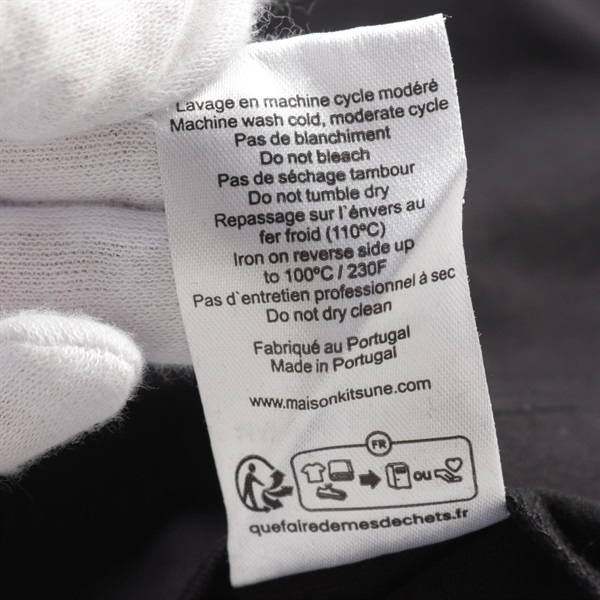 Lavage en machine cycle modéré
Machine wash cold, moderate cycle
Pas de blanchiment
Do not bleach
Pas de séchage tambour
Do not tumble dry
Repassage sur l`énvers au
fer froid (110ºC)
Iron on reverse side up
to 100ºC / 230F
Pas d`entretien professionnel à sec
Do not dry clean
Fabriqué au Portugal
Made in Portugal
www.maisonkitsune.com
FR
ou
quefairedemesdechets.fr